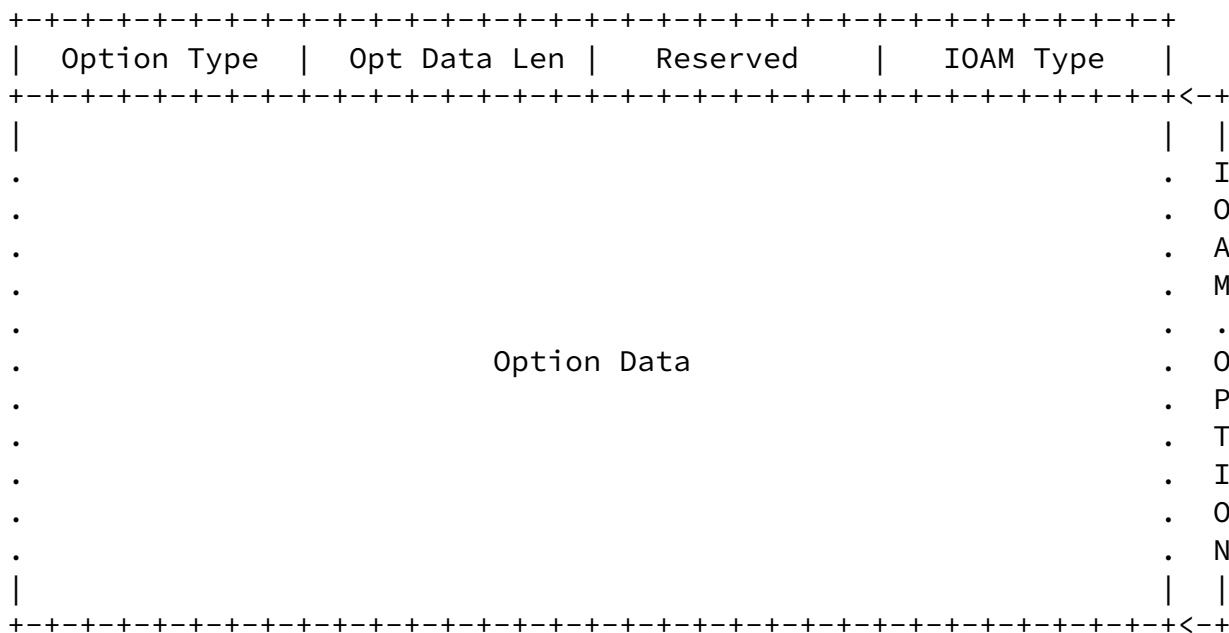 +-+-+-+-+-+-+-+-+-+-+-+-+-+-+-+-+-+-+-+-+-+-+-+-+-+-+-+-+-+-+-+-+
|  Option Type  |  Opt Data Len |   Reserved    |   IOAM Type   |
+-+-+-+-+-+-+-+-+-+-+-+-+-+-+-+-+-+-+-+-+-+-+-+-+-+-+-+-+-+-+-+-+<-+
|                                                               |  |
.                                                               .  I
.                                                               .  O
.                                                               .  A
.                                                               .  M
.                                                               .  .
.                          Option Data                          .  O
.                                                               .  P
.                                                               .  T
.                                                               .  I
.                                                               .  O
.                                                               .  N
|                                                               |  |
+-+-+-+-+-+-+-+-+-+-+-+-+-+-+-+-+-+-+-+-+-+-+-+-+-+-+-+-+-+-+-+-+<-+